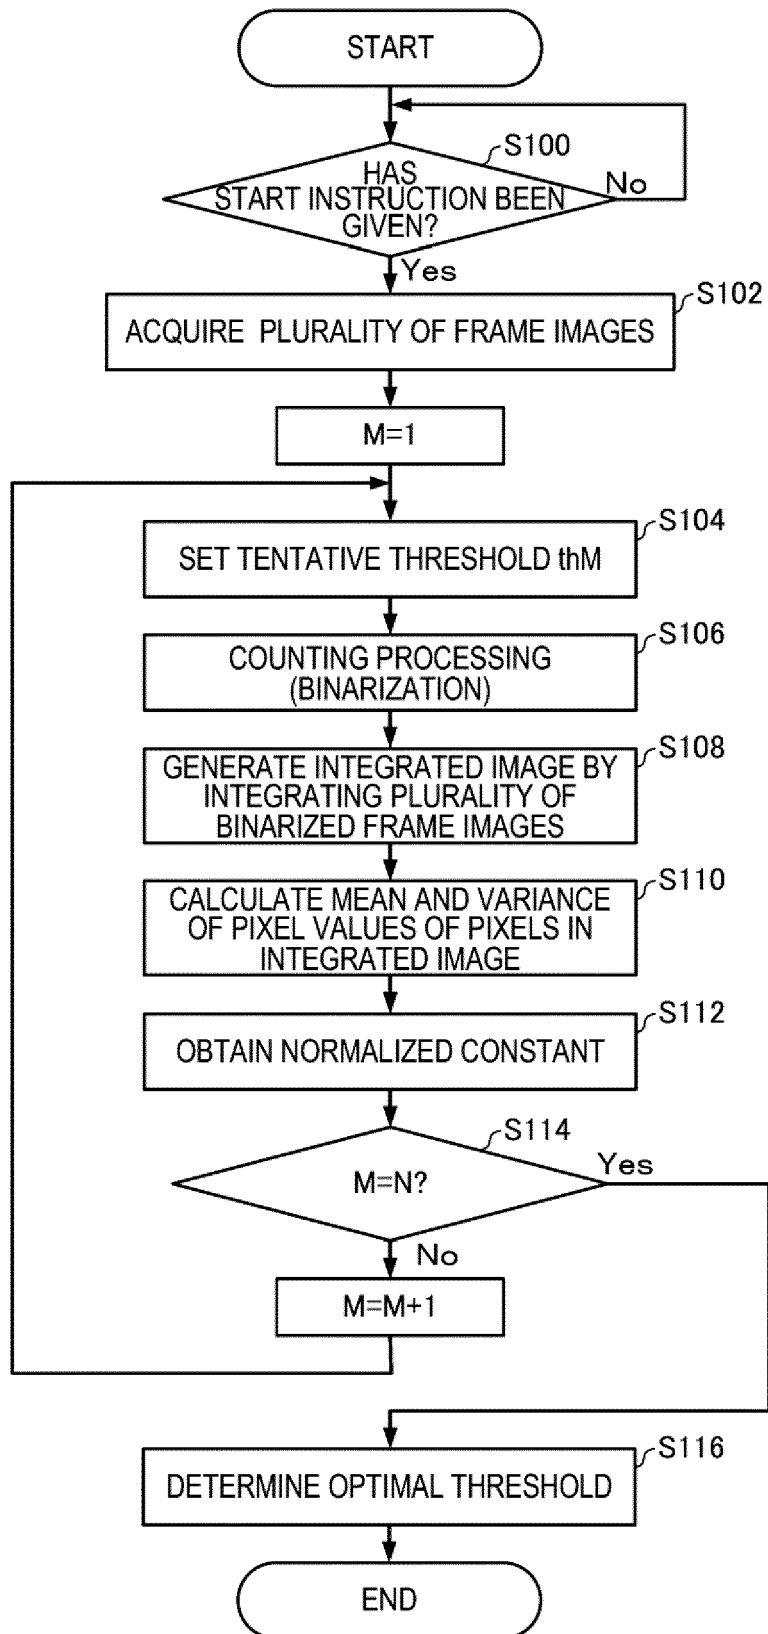 START
S100
HAS
START INSTRUCTION BEEN
GIVEN?
No
Yes
S102
ACQUIRE PLURALITY OF FRAME IMAGES
M=1
S104
SET TENTATIVE THRESHOLD thM
S106
COUNTING PROCESSING
(BINARIZATION)
S108
GENERATE INTEGRATED IMAGE BY
INTEGRATING PLURALITY OF
BINARIZED FRAME IMAGES
S110
CALCULATE MEAN AND VARIANCE
OF PIXEL VALUES OF PIXELS IN
INTEGRATED IMAGE
S112
OBTAIN NORMALIZED CONSTANT
S114
M=N?
Yes
No
M=M+1
S116
DETERMINE OPTIMAL THRESHOLD
END